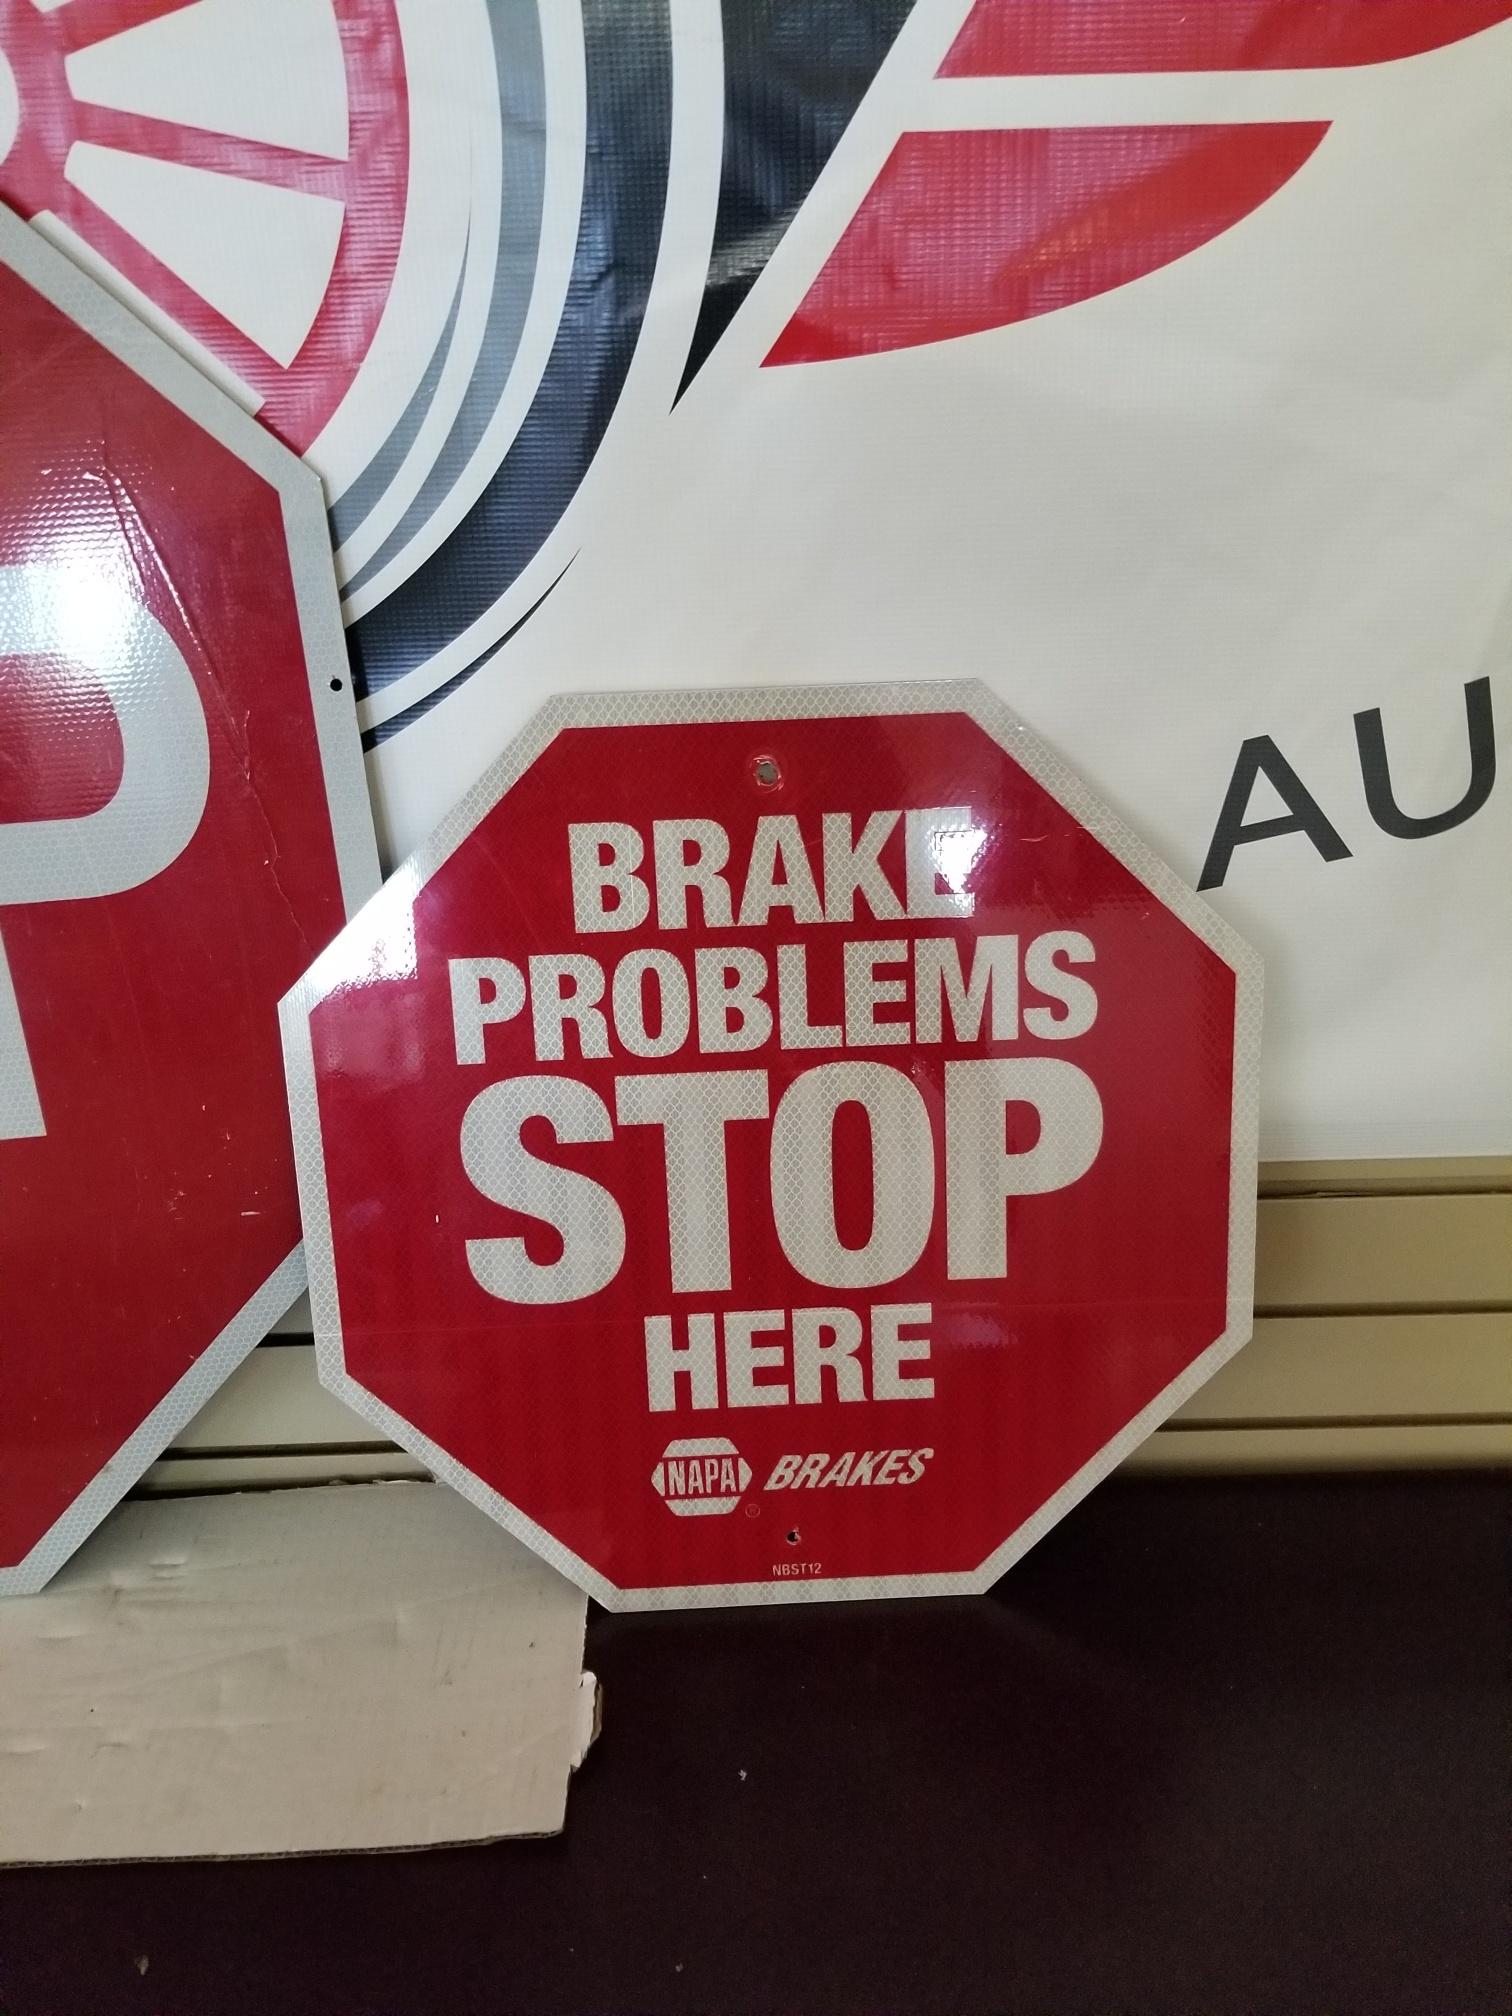 P
AU
BRAKE
PROBLEMS
STOP
HERE
NAPA BRAKES
®
NBST12